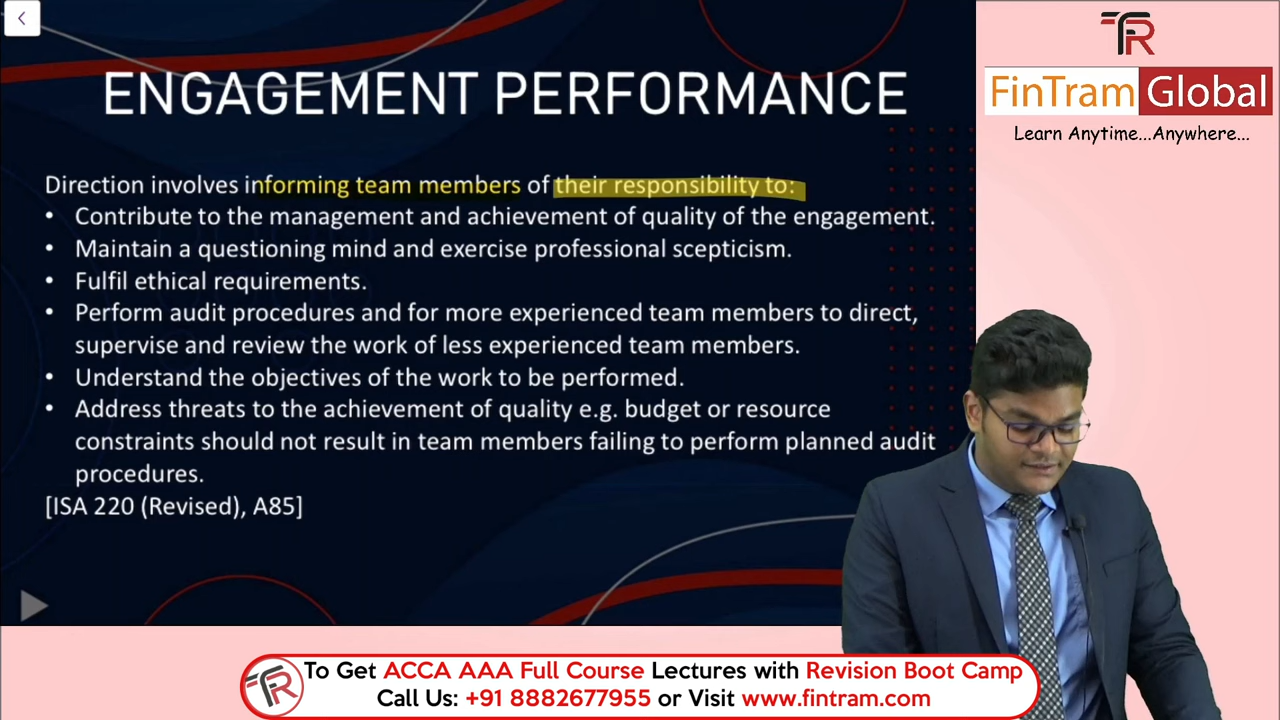 ENGAGEMENT PERFORMANCE
Direction involves informing team members of their responsibility to:
• Contribute to the management and achievement of quality of the engagement.
• Maintain a questioning mind and exercise professional scepticism.
• Fulfil ethical requirements.
• Perform audit procedures and for more experienced team members to direct,
supervise and review the work of less experienced team members.
• Understand the objectives of the work to be performed.
• Address threats to the achievement of quality e.g. budget or resource
constraints should not result in team members failing to perform planned audit
procedures.
[ISA 220 (Revised), A85]
FinTram Global
Learn Anytime...Anywhere...
To Get ACCA AAA Full Course Lectures with Revision Boot Camp
Call Us: +91 8882677955 or Visit www.fintram.com